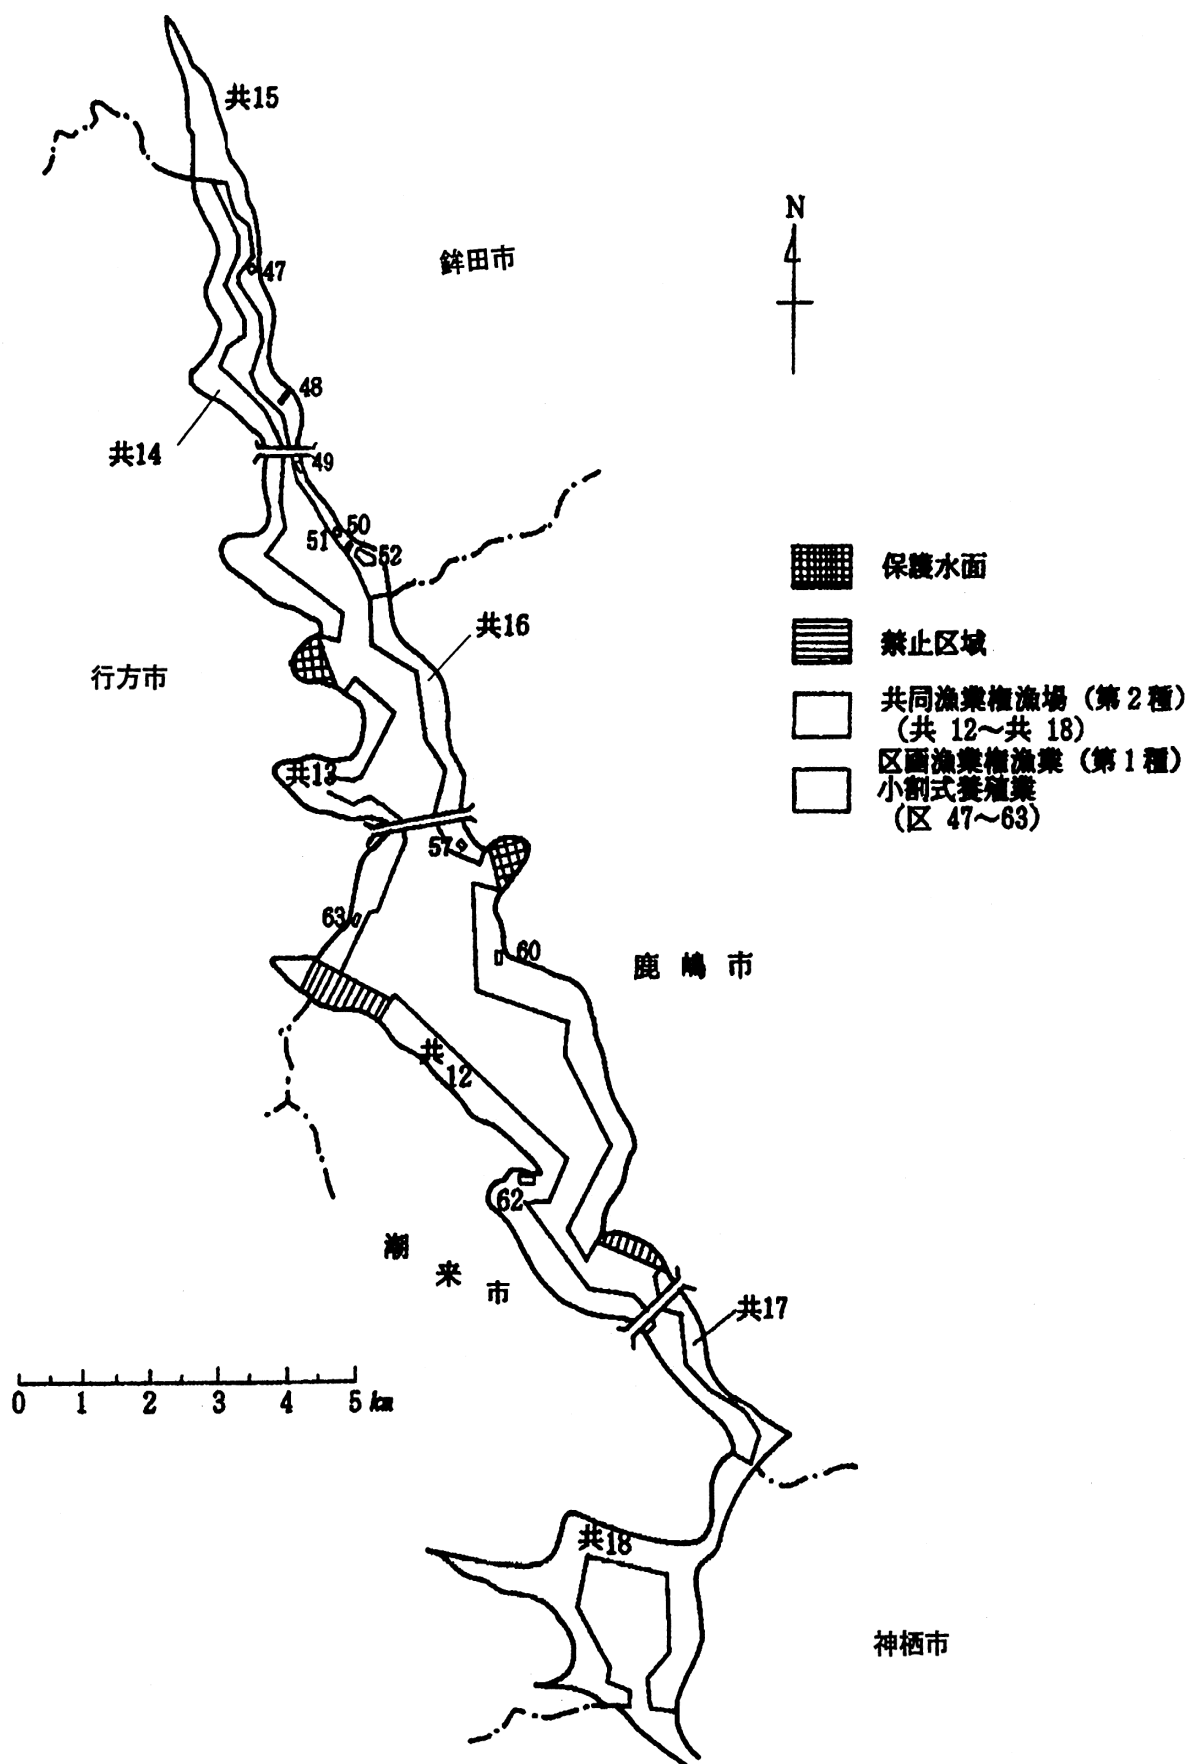 共15
N
鉾田市
47
48
共14
49
50
51
52
共16
保護水面
行方市
禁止区域
共同漁業権漁場 (第2種)
(共 12～共 18)
共13
区画漁業権漁業 (第1種)
小割式養殖業
(区 47～63)
57
63
60
鹿嶋市
共
12
62
潮来市
共17
0 1 2 3 4 5 km
共18
神栖市